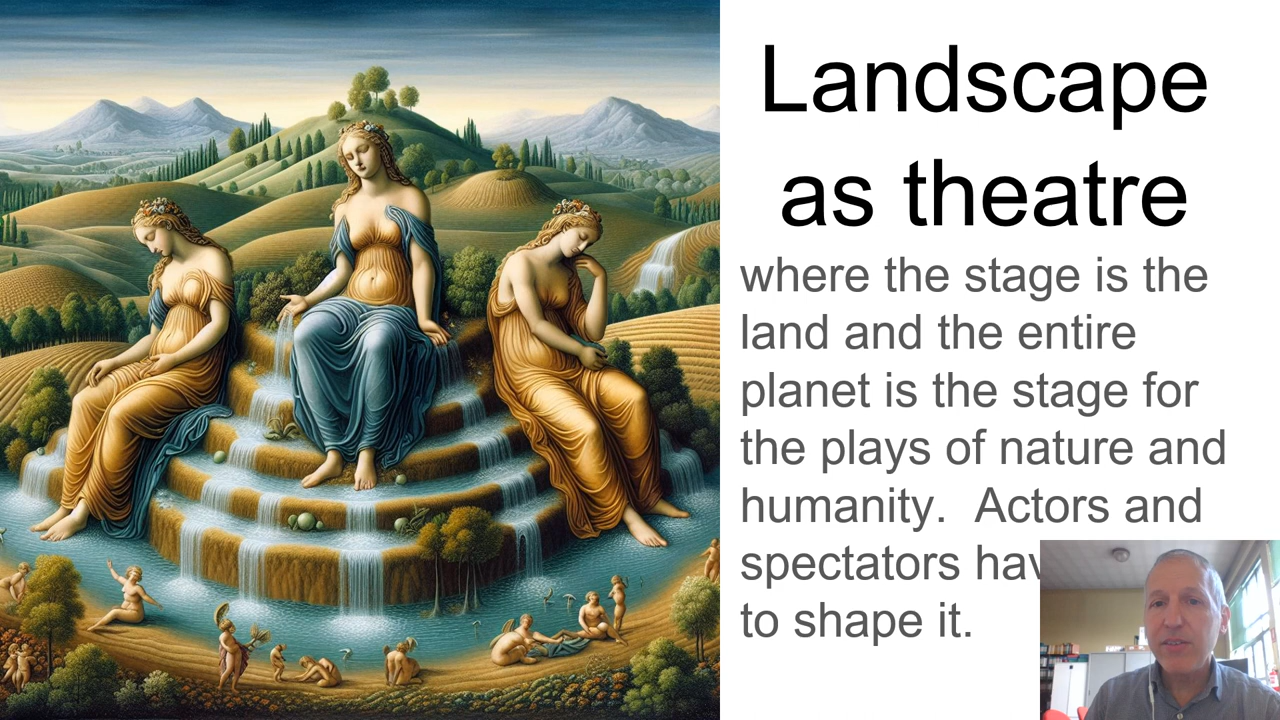 Landscape
as theatre
where the stage is the
land and the entire
planet is the stage for
the plays of nature and
humanity.  Actors and
spectators
to shape it.